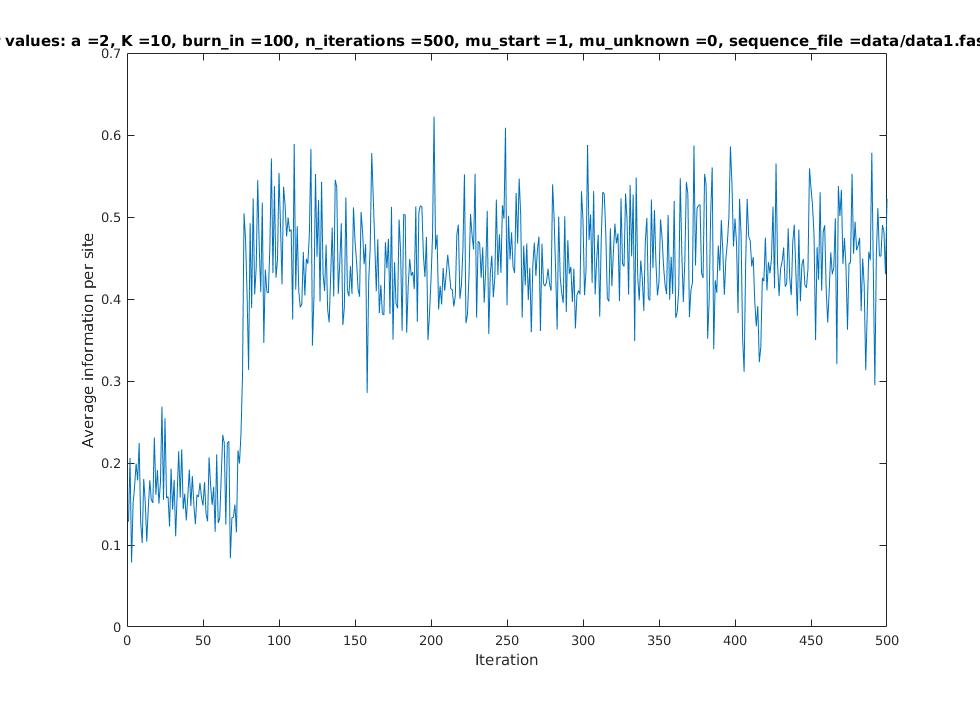 values: a =2, K =10, burn_in =100, n_iterations =500, mu_start =1, mu_unknown =0, sequence_file =data/data1.fas
0.7
0.6
0.5
0.4
0.3
0.2
0.1
0
Average information per site
0 50 100 150 200 250 300 350 400 450 500
Iteration